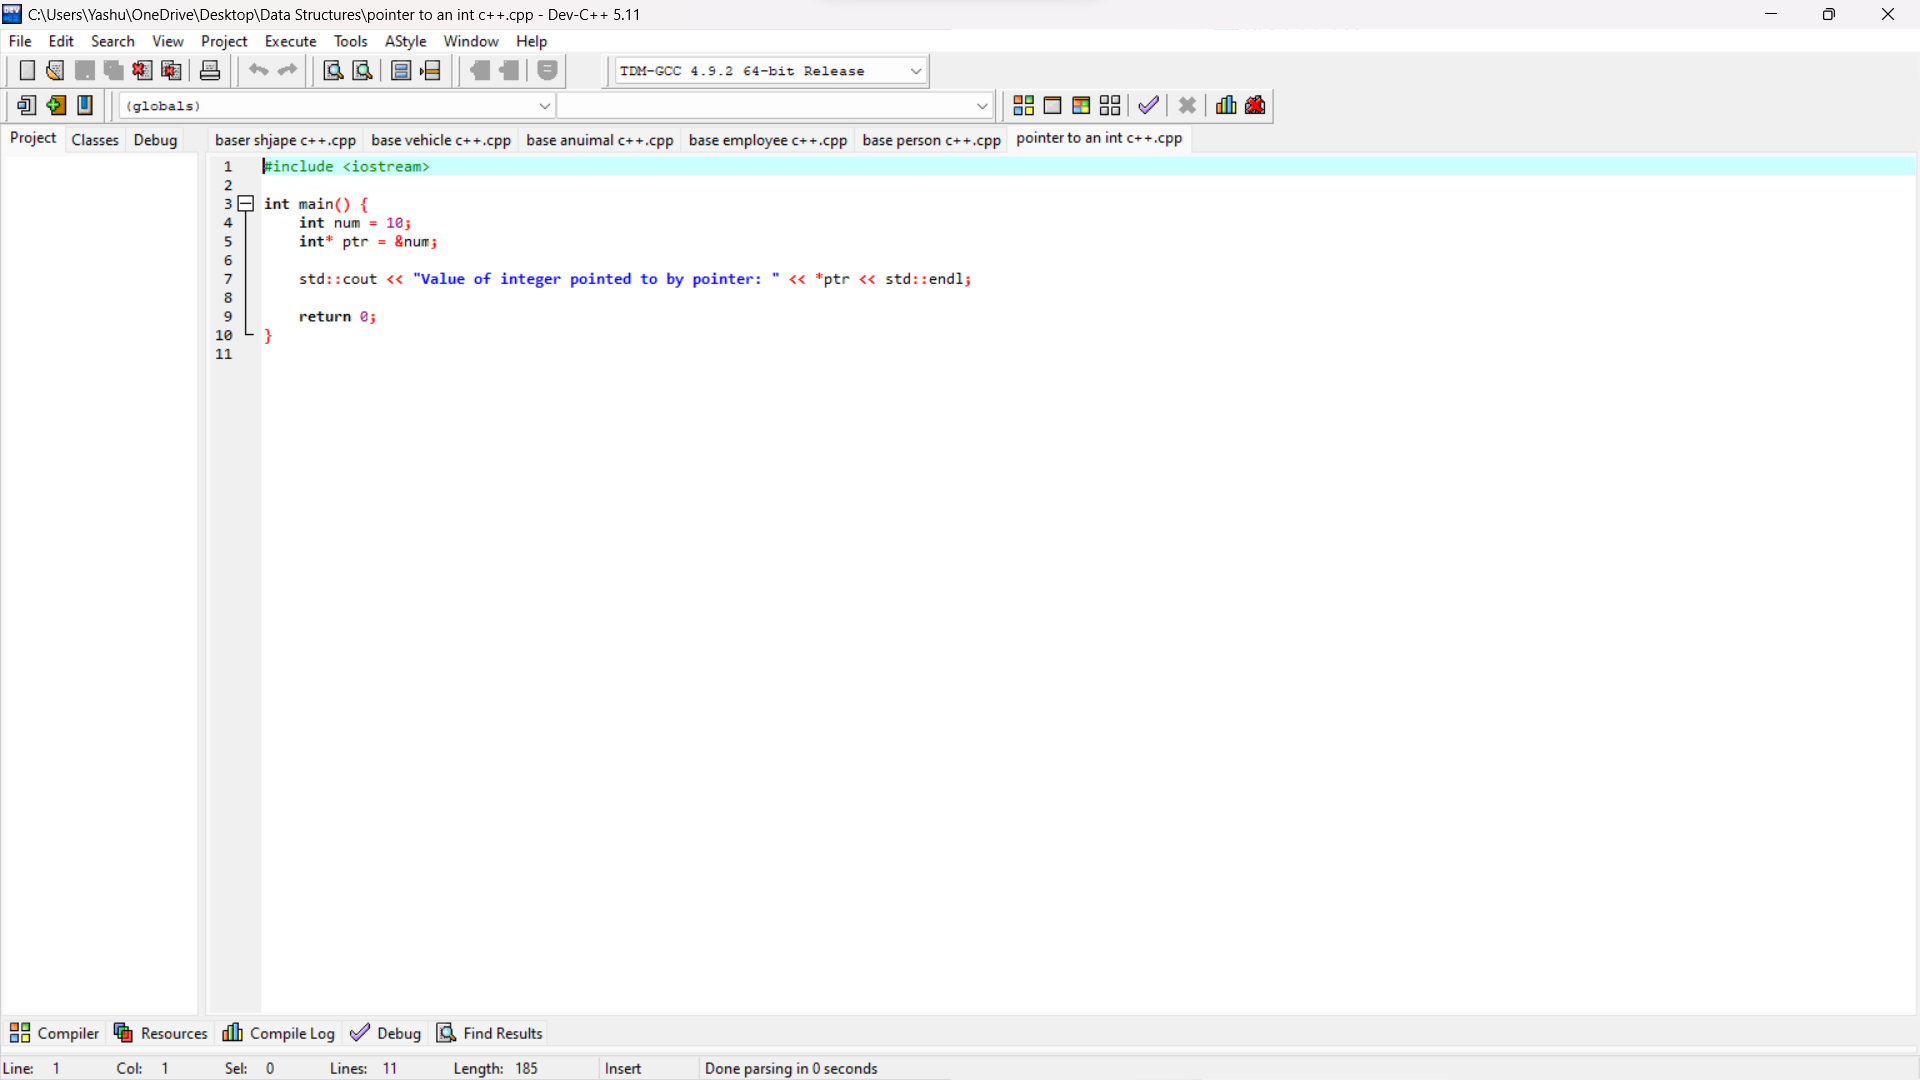 C:\Users\Yashu\OneDrive\Desktop\Data Structures\pointer to an int c++.cpp - Dev-C++ 5.11
File Edit Search View Project Execute Tools AStyle Window Help
TDM-GCC 4.9.2 64-bit Release
(globals)
Project Classes Debug baser shjape c++.cpp base vehicle c++.cpp base anuimal c++.cpp base employee c++.cpp base person c++.cpp pointer to an int c++.cpp
1 #include <iostream>
2
3 int main() {
4 int num = 10;
5 int* ptr = &num;
6
7 std::cout << "Value of integer pointed to by pointer: " << *ptr << std::endl;
8
9 return 0;
10 }
11
Compiler Resources Compile Log Debug Find Results
Line: 1 Col: 1 Sel: 0 Lines: 11 Length: 185 Insert Done parsing in 0 seconds